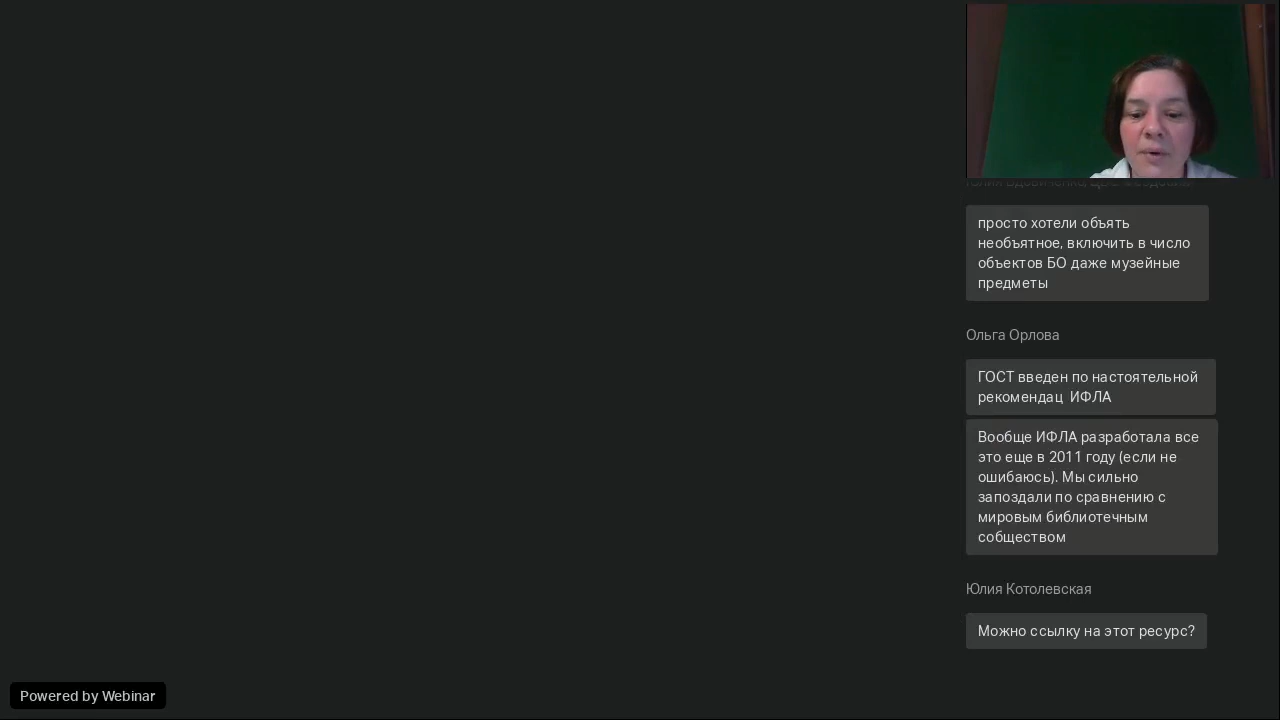 просто хотели объять
необъятное, включить в число
объектов БО даже музейные
предметы
Ольга Орлова
ГОСТ введен по настоятельной
рекомендац  ИФЛА
Вообще ИФЛА разработала все
это еще в 2011 году (если не
ошибаюсь). Мы сильно
запоздали по сравнению с
мировым библиотечным
собществом
Юлия Котолевская
Можно ссылку на этот ресурс?
Powered by Webinar